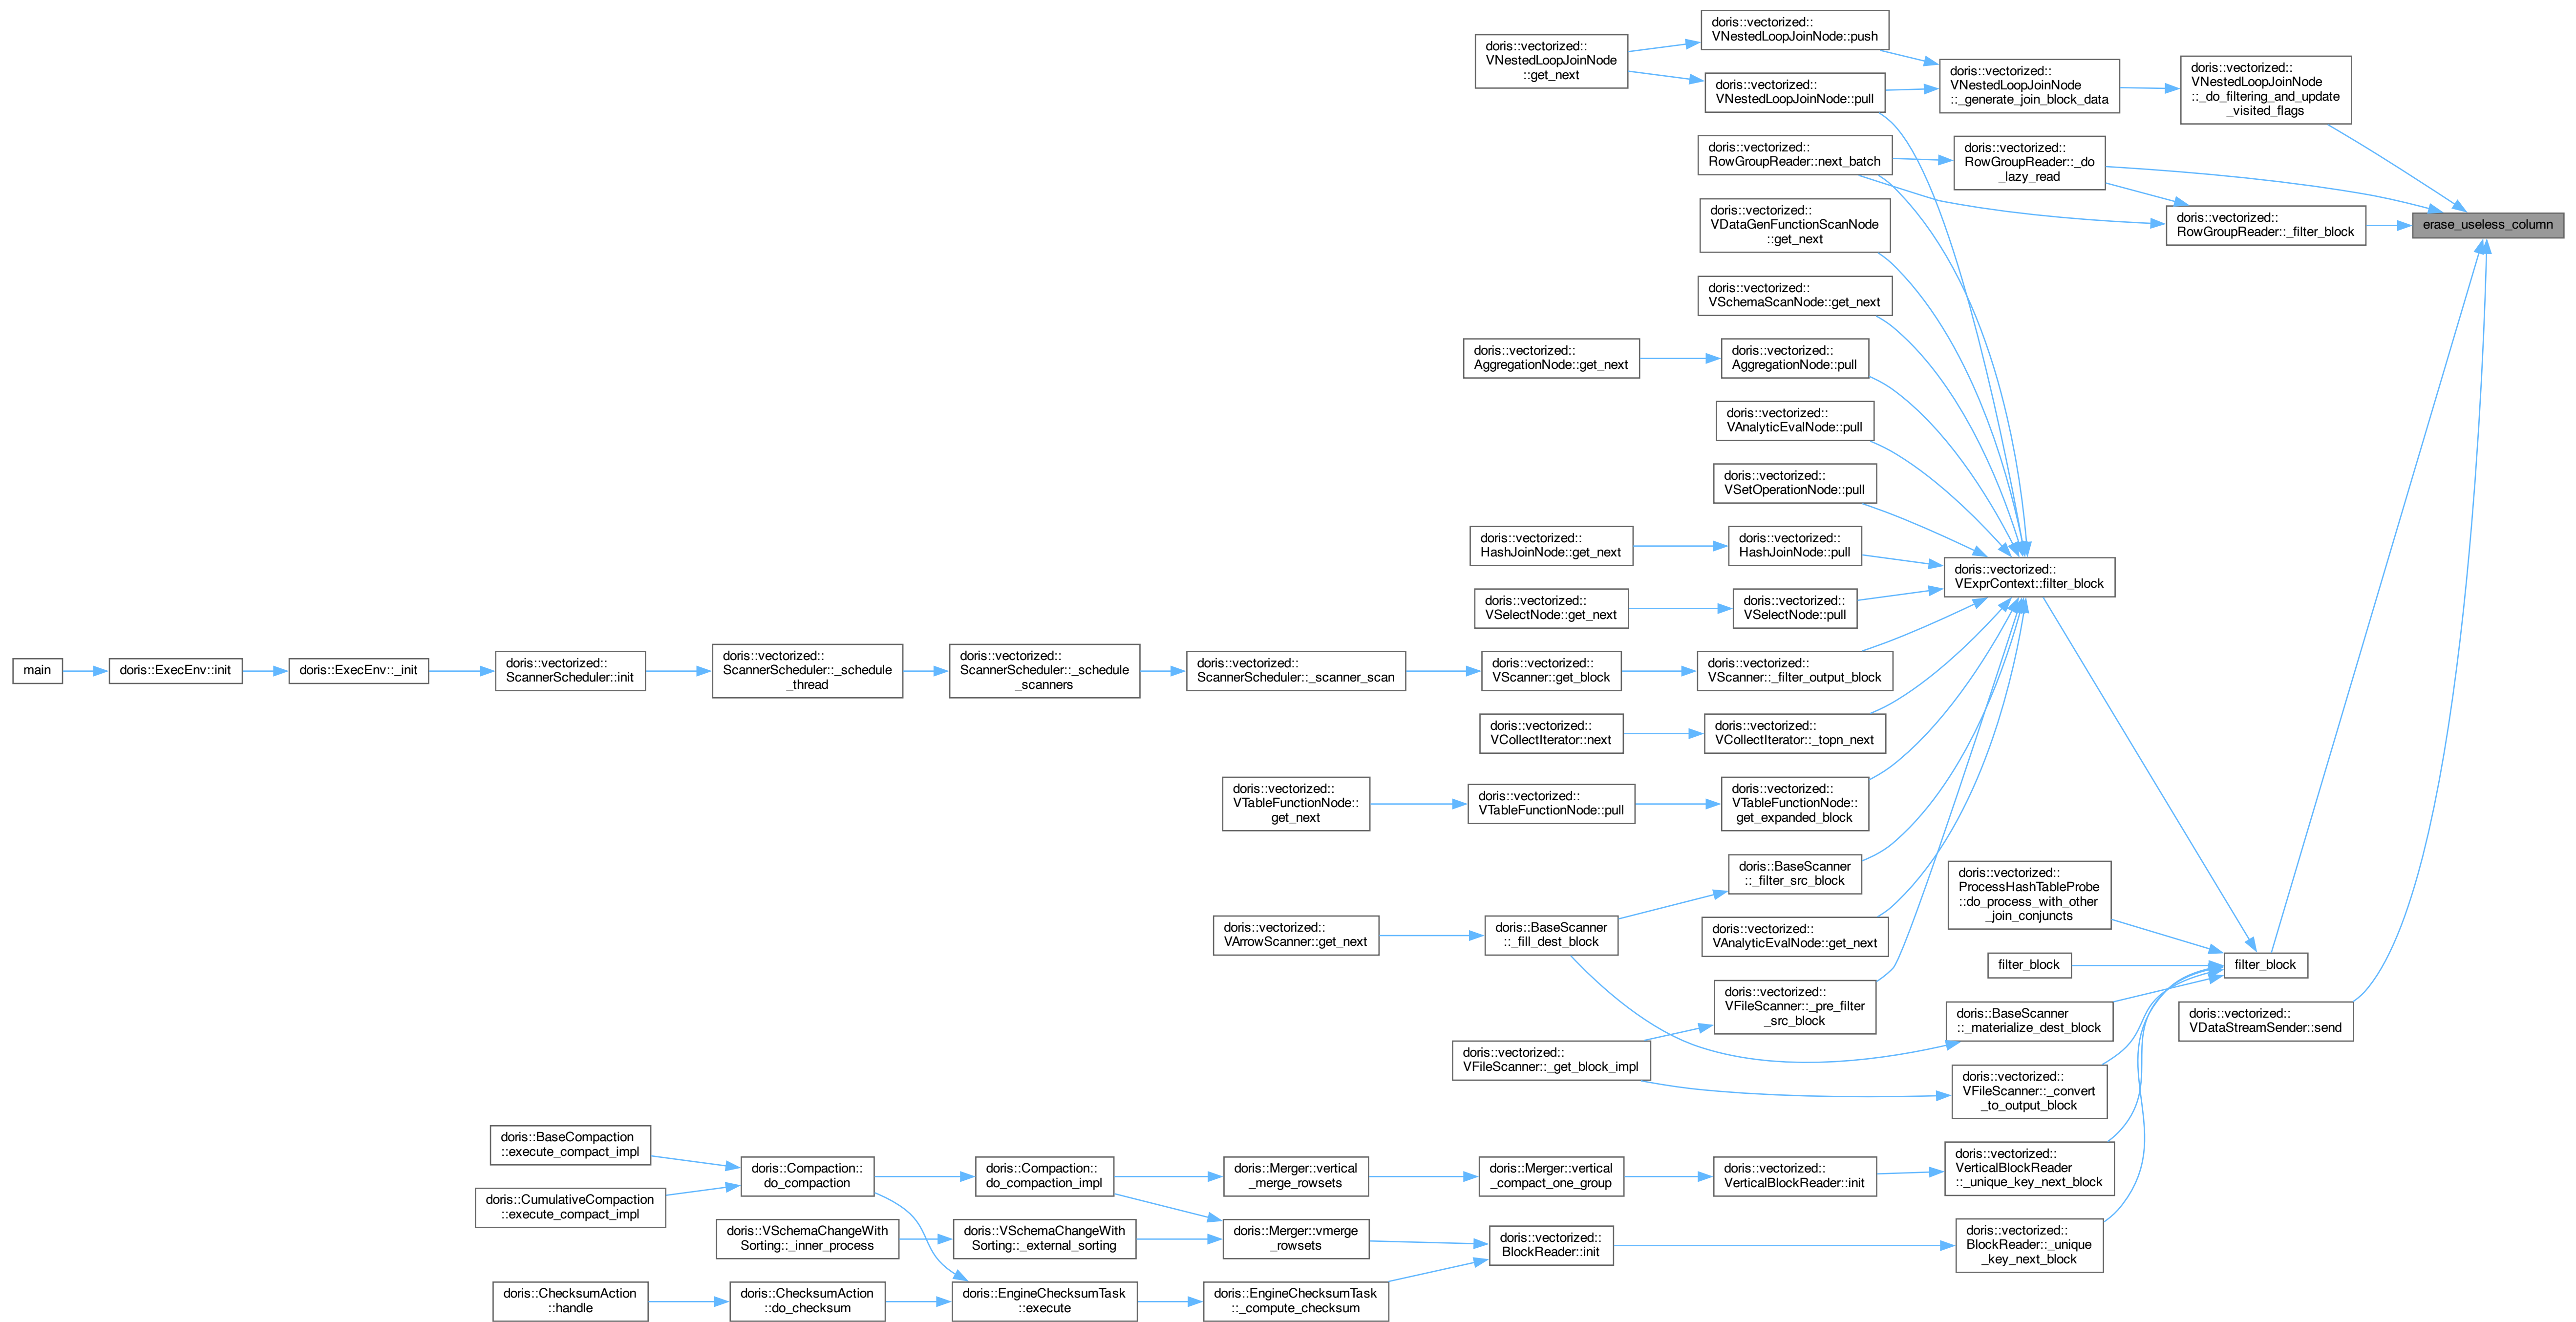 doris::vectorized::
VNestedLoopJoinNode
::get_next
doris::vectorized::
VNestedLoopJoinNode::push
doris::vectorized::
VNestedLoopJoinNode::pull
doris::vectorized::
VNestedLoopJoinNode
::_generate_join_block_data
doris::vectorized::
VNestedLoopJoinNode
::_do_filtering_and_update
_visited_flags
doris::vectorized::
RowGroupReader::next_batch
doris::vectorized::
RowGroupReader::_do
_lazy_read
doris::vectorized::
RowGroupReader::_filter_block
erase_useless_column
doris::vectorized::
VDataGenFunctionScanNode
::get_next
doris::vectorized::
VSchemaScanNode::get_next
doris::vectorized::
AggregationNode::get_next
doris::vectorized::
AggregationNode::pull
doris::vectorized::
VAnalyticEvalNode::pull
doris::vectorized::
VSetOperationNode::pull
doris::vectorized::
HashJoinNode::get_next
doris::vectorized::
HashJoinNode::pull
doris::vectorized::
VExprContext::filter_block
doris::vectorized::
VSelectNode::get_next
doris::vectorized::
VSelectNode::pull
main
doris::ExecEnv::init
doris::ExecEnv::_init
doris::vectorized::
ScannerScheduler::init
doris::vectorized::
ScannerScheduler::_schedule
_thread
doris::vectorized::
ScannerScheduler::_schedule
_scanners
doris::vectorized::
ScannerScheduler::_scanner_scan
doris::vectorized::
VScanner::get_block
doris::vectorized::
VScanner::_filter_output_block
doris::vectorized::
VCollectIterator::next
doris::vectorized::
VCollectIterator::_topn_next
doris::vectorized::
VTableFunctionNode::
get_next
doris::vectorized::
VTableFunctionNode::pull
doris::vectorized::
VTableFunctionNode::
get_expanded_block
doris::BaseScanner
::_filter_src_block
doris::vectorized::
ProcessHashTableProbe
::do_process_with_other
_join_conjuncts
doris::vectorized::
VArrowScanner::get_next
doris::BaseScanner
::_fill_dest_block
doris::vectorized::
VAnalyticEvalNode::get_next
filter_block
filter_block
doris::vectorized::
VFileScanner::_pre_filter
_src_block
doris::BaseScanner
::_materialize_dest_block
doris::vectorized::
VDataStreamSender::send
doris::vectorized::
VFileScanner::_get_block_impl
doris::vectorized::
VFileScanner::_convert
_to_output_block
doris::BaseCompaction
::execute_compact_impl
doris::CumulativeCompaction
::execute_compact_impl
doris::Compaction::
do_compaction
doris::Compaction::
do_compaction_impl
doris::Merger::vertical
_merge_rowsets
doris::Merger::vertical
_compact_one_group
doris::vectorized::
VerticalBlockReader::init
doris::vectorized::
VerticalBlockReader
::_unique_key_next_block
doris::VSchemaChangeWith
Sorting::_inner_process
doris::VSchemaChangeWith
Sorting::_external_sorting
doris::Merger::vmerge
_rowsets
doris::vectorized::
BlockReader::init
doris::vectorized::
BlockReader::_unique
_key_next_block
doris::ChecksumAction
::handle
doris::ChecksumAction
::do_checksum
doris::EngineChecksumTask
::execute
doris::EngineChecksumTask
::_compute_checksum